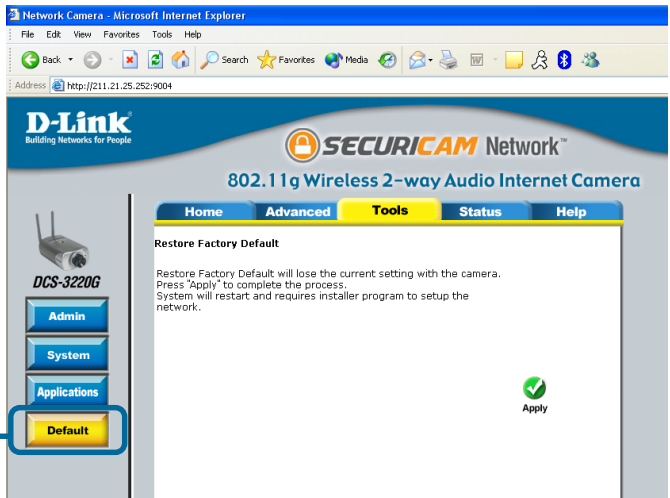 Network Camera - Microsoft Internet Explorer
File Edit View Favorites Tools Help
Back Search Favorites Media
Address http://211.21.25.252:9004
D-Link
Building Networks for People
SECURICAM Network™
802.11g Wireless 2-way Audio Internet Camera
Home Advanced Tools Status Help
Restore Factory Default
Restore Factory Default will lose the current setting with the camera.
Press "Apply" to complete the process.
System will restart and requires installer program to setup the
network.
DCS-3220G
Admin
System
Applications
Default
Apply